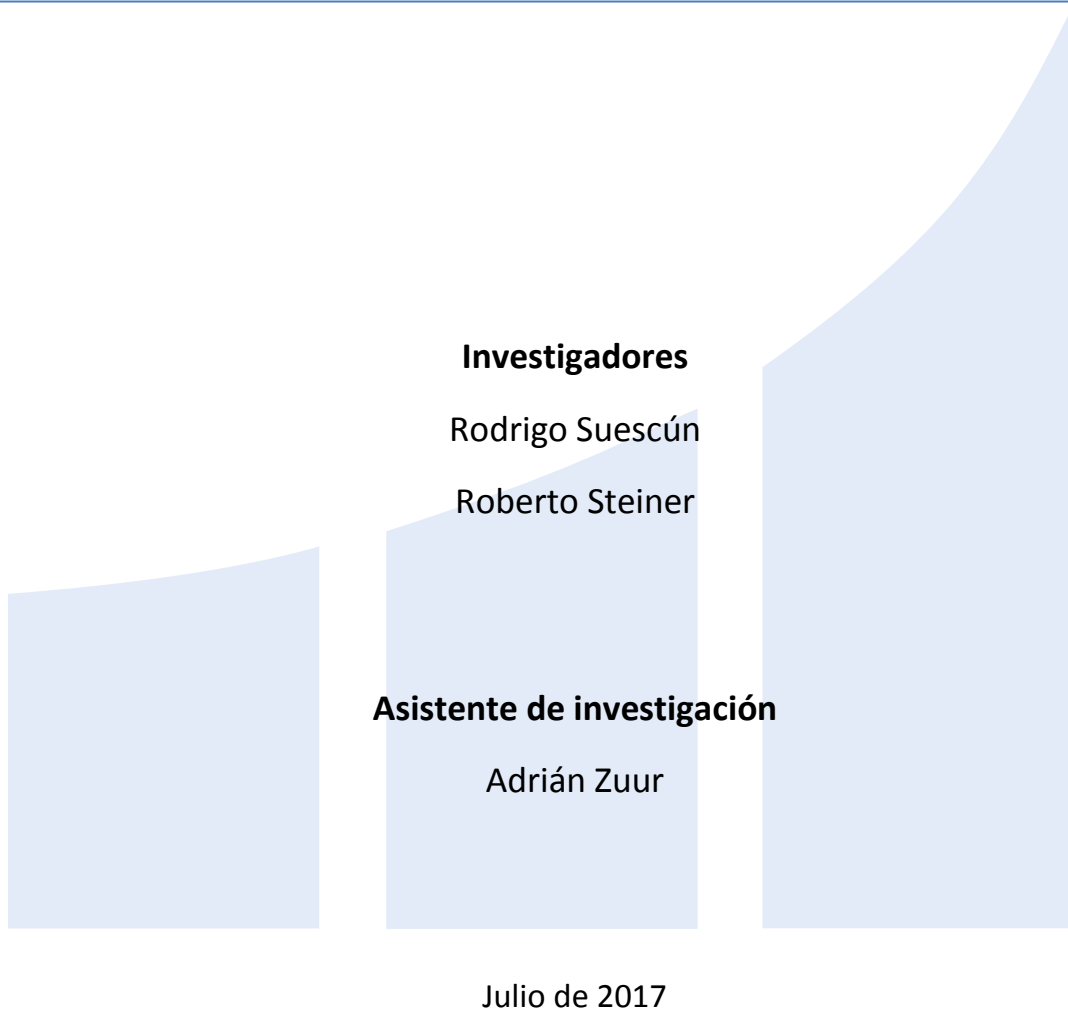 Investigadores
Rodrigo Suescún
Roberto Steiner
Asistente de investigación
Adrián Zuur
Julio de 2017